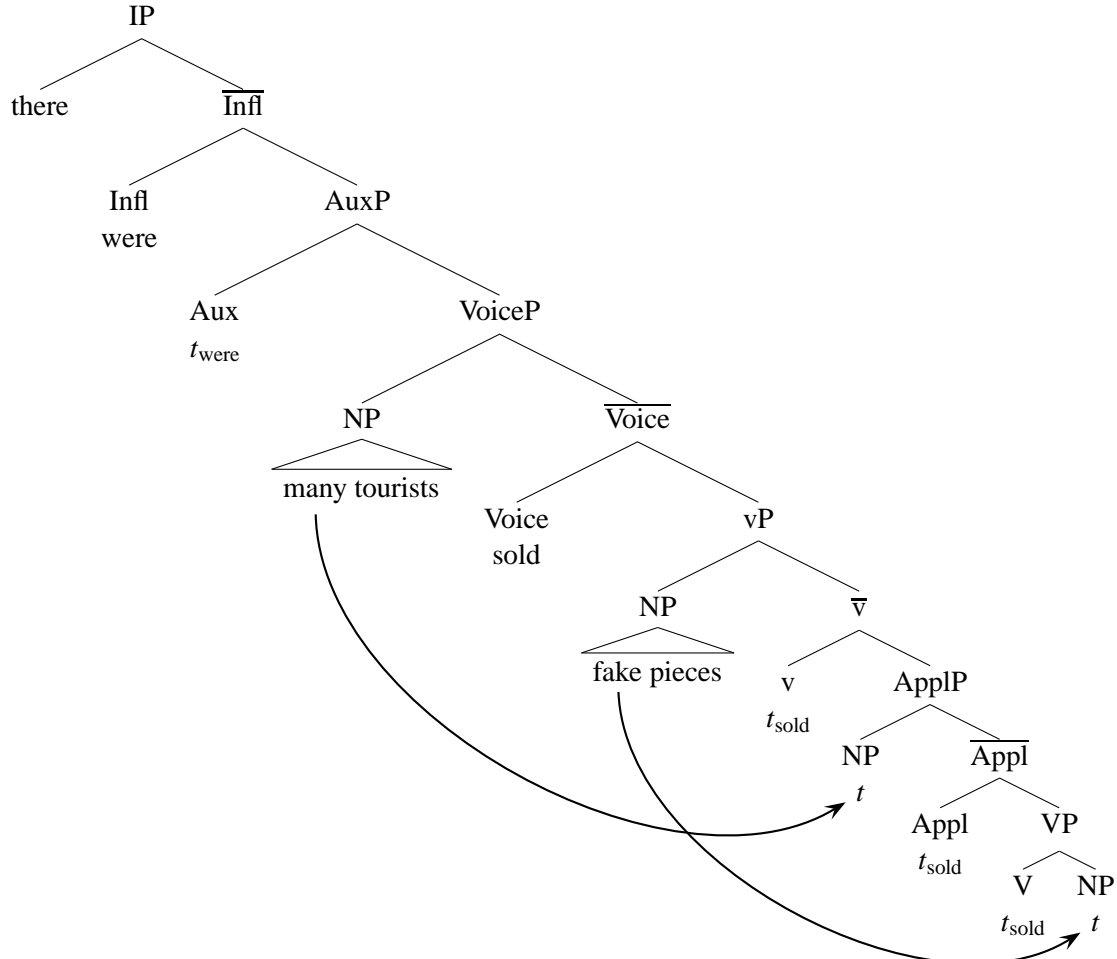 IP
there Infl
Infl AuxP
were
Aux VoiceP
t were
NP Voice
many tourists
Voice vP
sold
NP v
fake pieces
v ApplP
t sold
NP Appl
t
Appl VP
t sold
V NP
t sold t